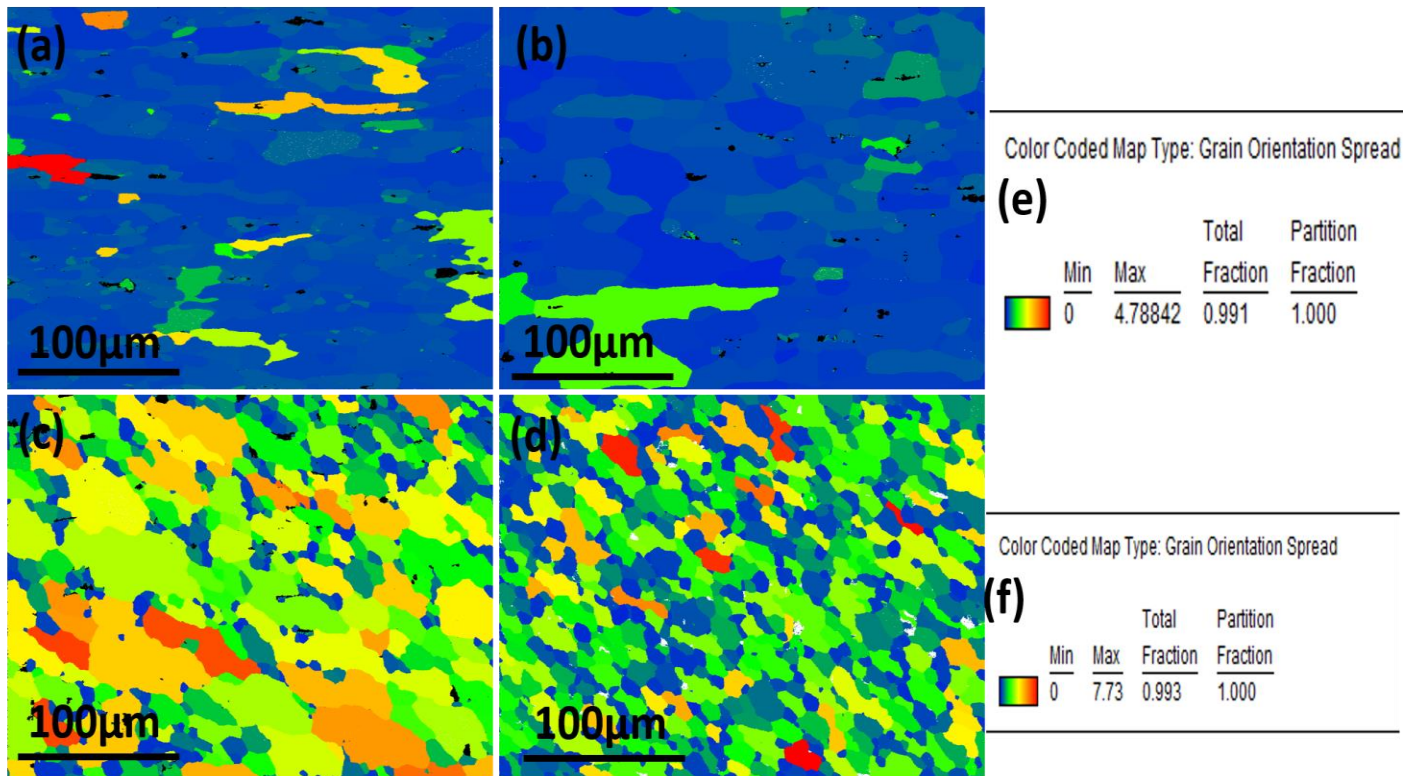 (a)
100μm
(b)
100μm
(c)
100μm
(d)
100μm
Color Coded Map Type: Grain Orientation Spread
(e)
Total Partition
Min Max Fraction Fraction
0 4.78842 0.991 1.000
Color Coded Map Type: Grain Orientation Spread
(f)
Total Partition
Min Max Fraction Fraction
0 7.73 0.993 1.000